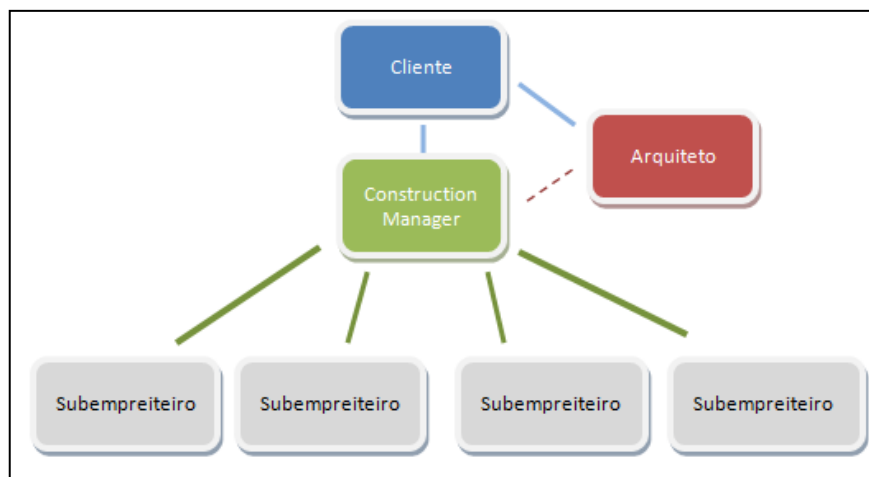 Cliente
Arquiteto
Construction
Manager
Subempreiteiro
Subempreiteiro
Subempreiteiro
Subempreiteiro